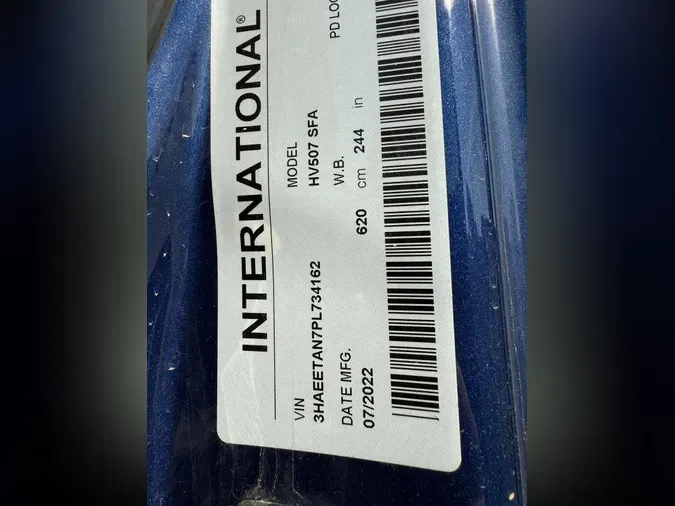 INTERNATIONAL®
VIN
3HAEETAN7PL734162
MODEL
HV507 SFA
DATE MFG.
07/2022
W.B.
620 cm 244 in
PD LOC